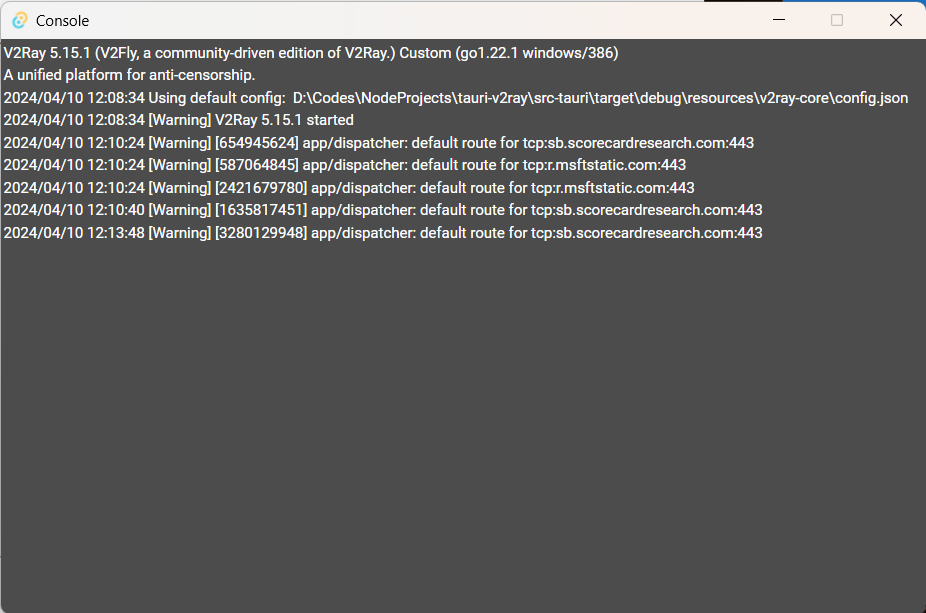 Console
V2Ray 5.15.1 (V2Fly, a community-driven edition of V2Ray.) Custom (go1.22.1 windows/386)
A unified platform for anti-censorship.
2024/04/10 12:08:34 Using default config:  D:\Codes\NodeProjects\tauri-v2ray\src-tauri\target\debug\resources\v2ray-core\config.json
2024/04/10 12:08:34 [Warning] V2Ray 5.15.1 started
2024/04/10 12:10:24 [Warning] [654945624] app/dispatcher: default route for tcp:sb.scorecardresearch.com:443
2024/04/10 12:10:24 [Warning] [587064845] app/dispatcher: default route for tcp:r.msftstatic.com:443
2024/04/10 12:10:24 [Warning] [2421679780] app/dispatcher: default route for tcp:r.msftstatic.com:443
2024/04/10 12:10:40 [Warning] [1635817451] app/dispatcher: default route for tcp:sb.scorecardresearch.com:443
2024/04/10 12:13:48 [Warning] [3280129948] app/dispatcher: default route for tcp:sb.scorecardresearch.com:443